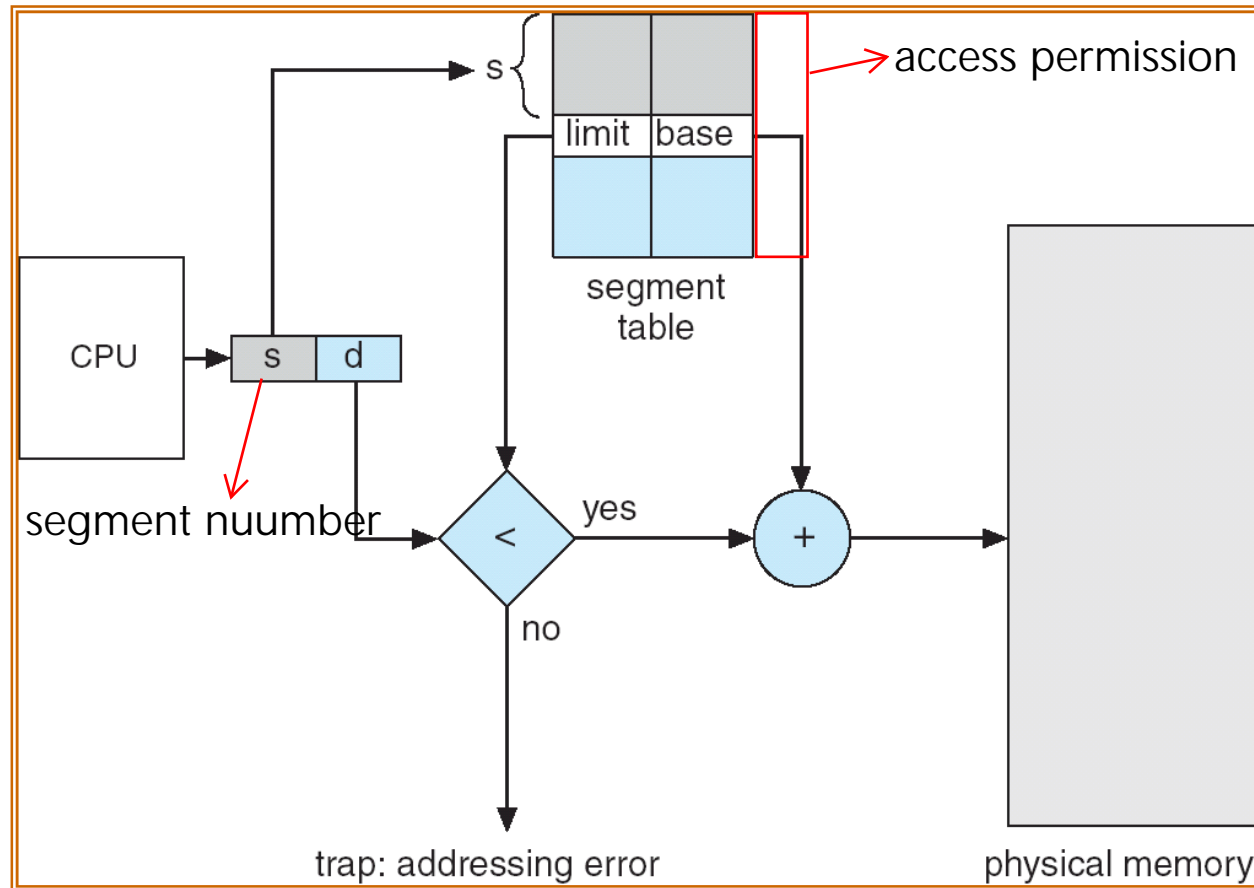 s
access permission
limit
base
segment
table
CPU
s
d
segment nuumber
<
yes
+
no
trap: addressing error
physical memory